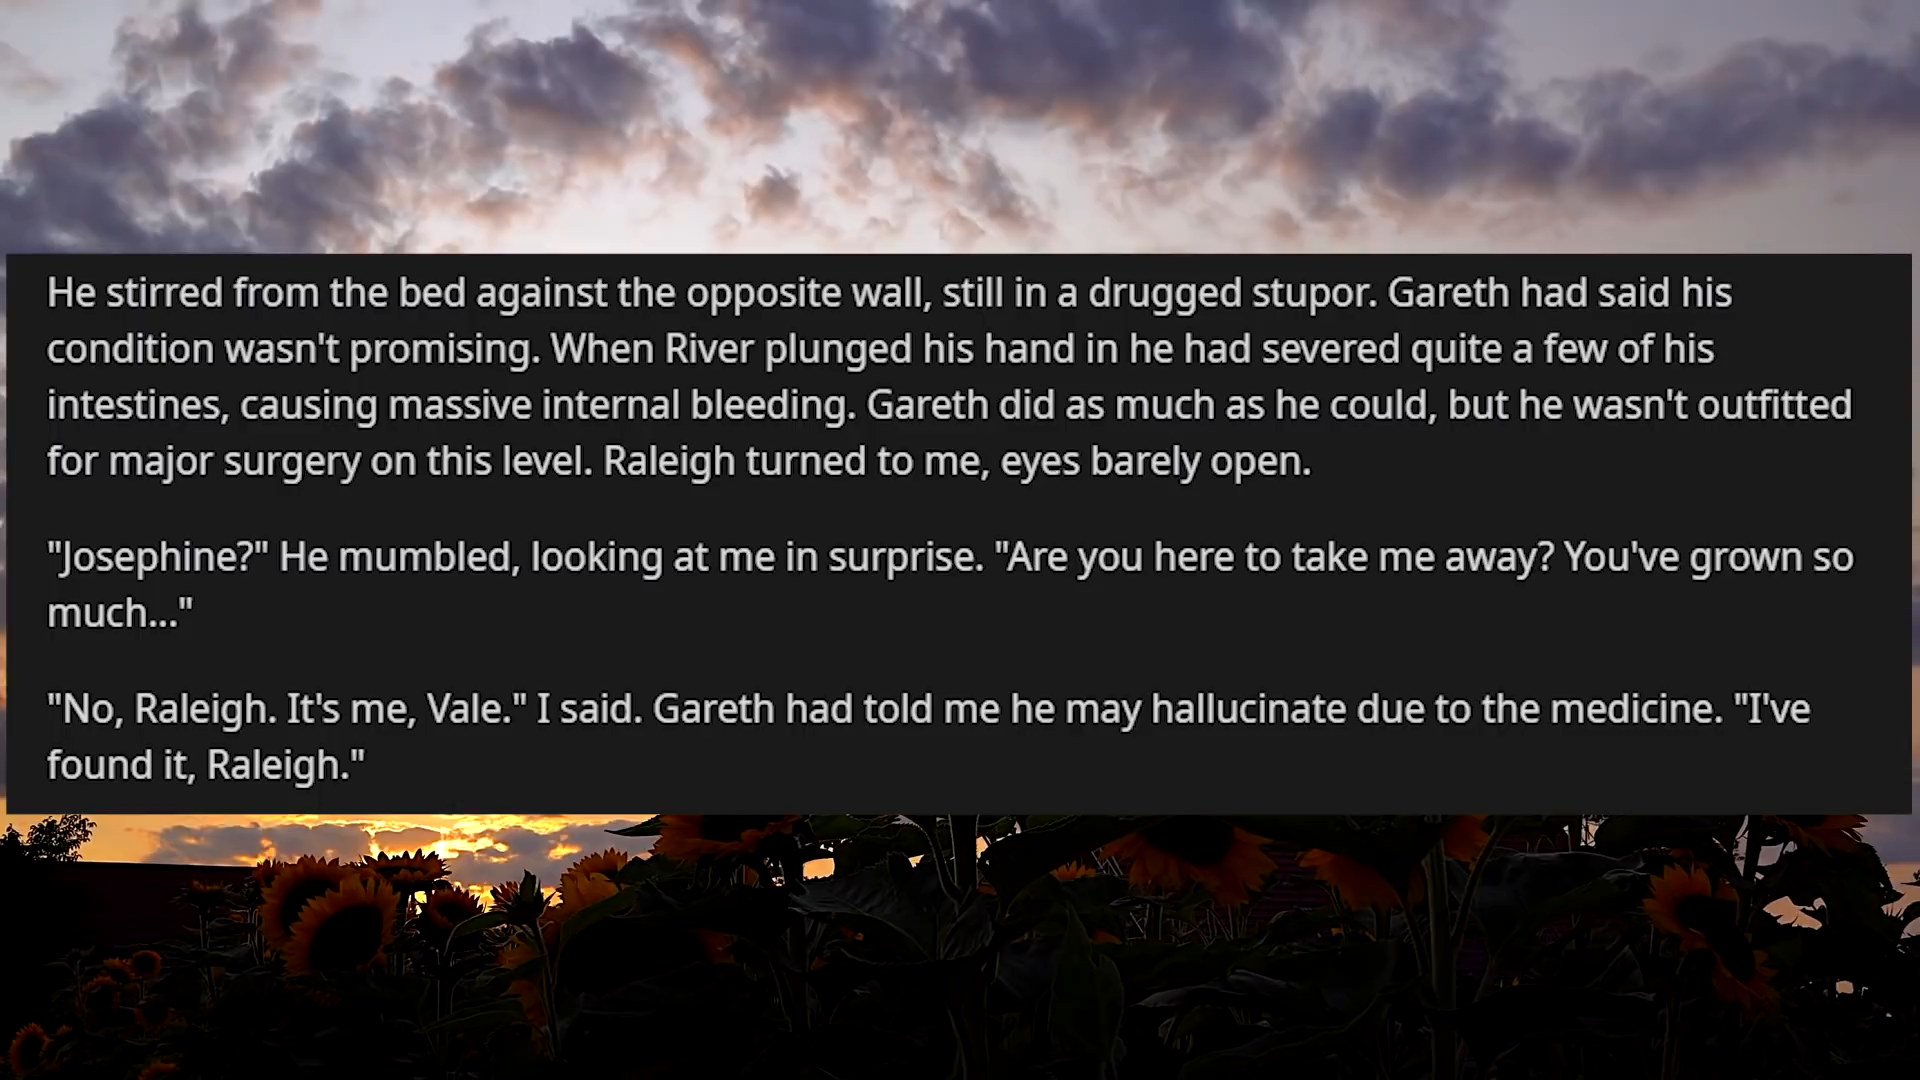 He stirred from the bed against the opposite wall, still in a drugged stupor. Gareth had said his
condition wasn't promising. When River plunged his hand in he had severed quite a few of his
intestines, causing massive internal bleeding. Gareth did as much as he could, but he wasn't outfitted
for major surgery on this level. Raleigh turned to me, eyes barely open.
"Josephine?" He mumbled, looking at me in surprise. "Are you here to take me away? You've grown so
much..."
"No, Raleigh. It's me, Vale." I said. Gareth had told me he may hallucinate due to the medicine. "I've
found it, Raleigh."